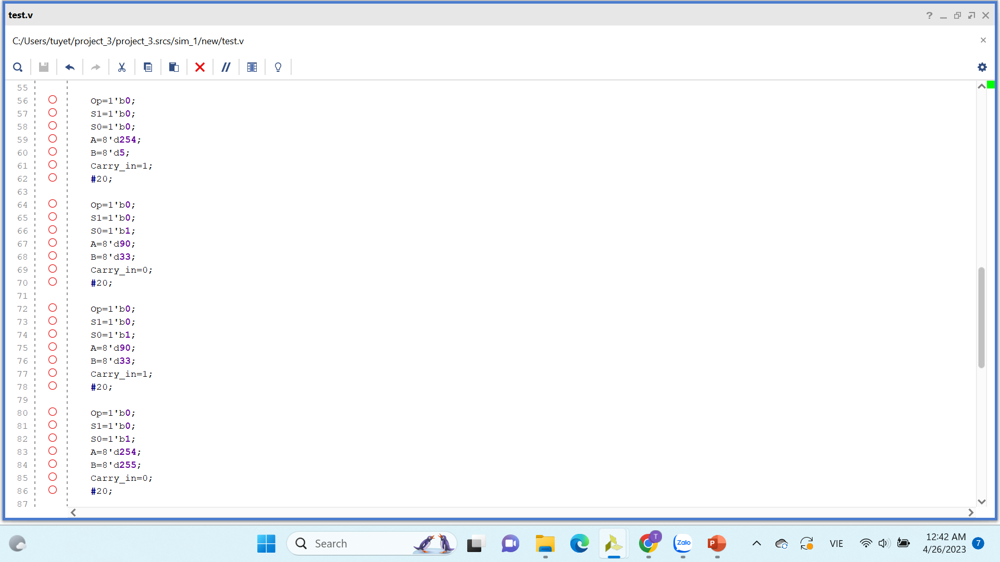 test.v
C:/Users/tuyet/project_3/project_3.srcs/sim_1/new/test.v
55
56 Op=1'b0;
57 S1=1'b0;
58 S0=1'b0;
59 A=8'd254;
60 B=8'd5;
61 Carry_in=1;
62 #20;
63
64 Op=1'b0;
65 S1=1'b0;
66 S0=1'b1;
67 A=8'd90;
68 B=8'd33;
69 Carry_in=0;
70 #20;
71
72 Op=1'b0;
73 S1=1'b0;
74 S0=1'b1;
75 A=8'd90;
76 B=8'd33;
77 Carry_in=1;
78 #20;
79
80 Op=1'b0;
81 S1=1'b0;
82 S0=1'b1;
83 A=8'd254;
84 B=8'd255;
85 Carry_in=0;
86 #20;
87
Search
T
Zalo
P
VIE
12:42 AM
4/26/2023
7